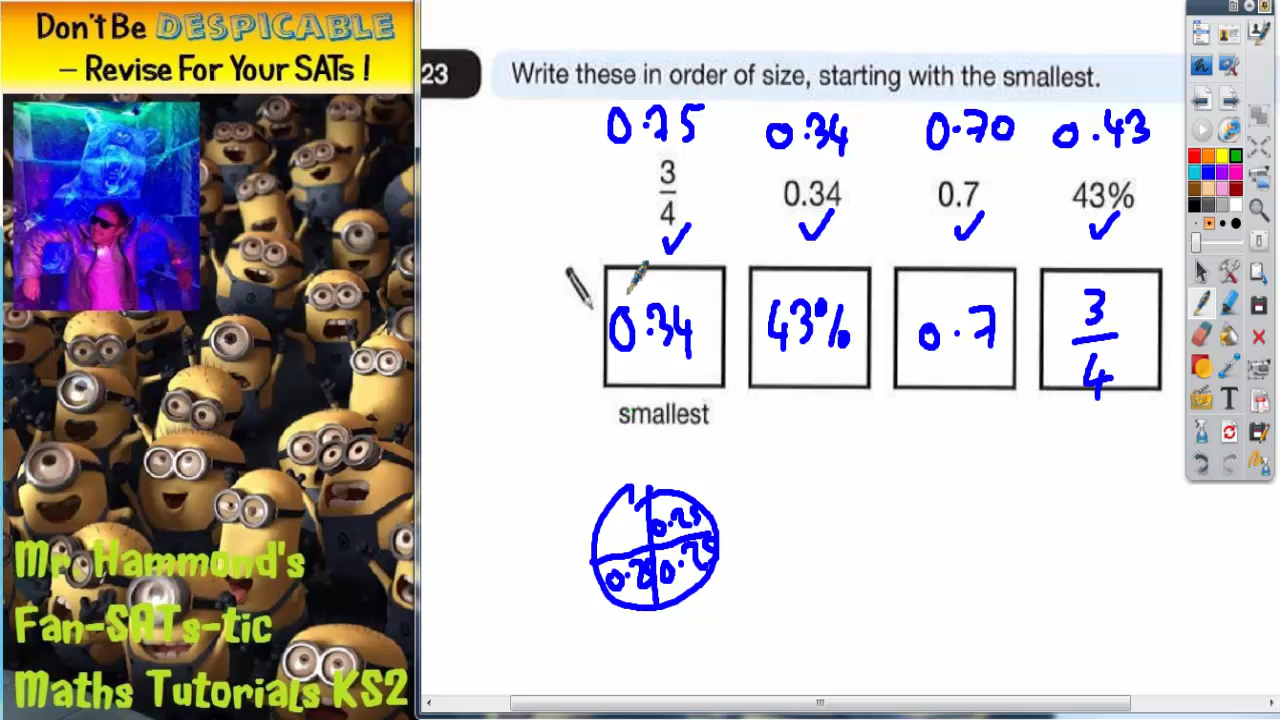 Don't Be DESPICABLE
– Revise For Your SATs !
Mr. Hammond's
Fan-SATs-tic
Maths Tutorials KS2
23
Write these in order of size, starting with the smallest.
0.75 0.34 0.70 0.43
3/4 0.34 0.7 43%
0.34 43% 0.7 3/4
smallest
0.25
0.25 0.25
T